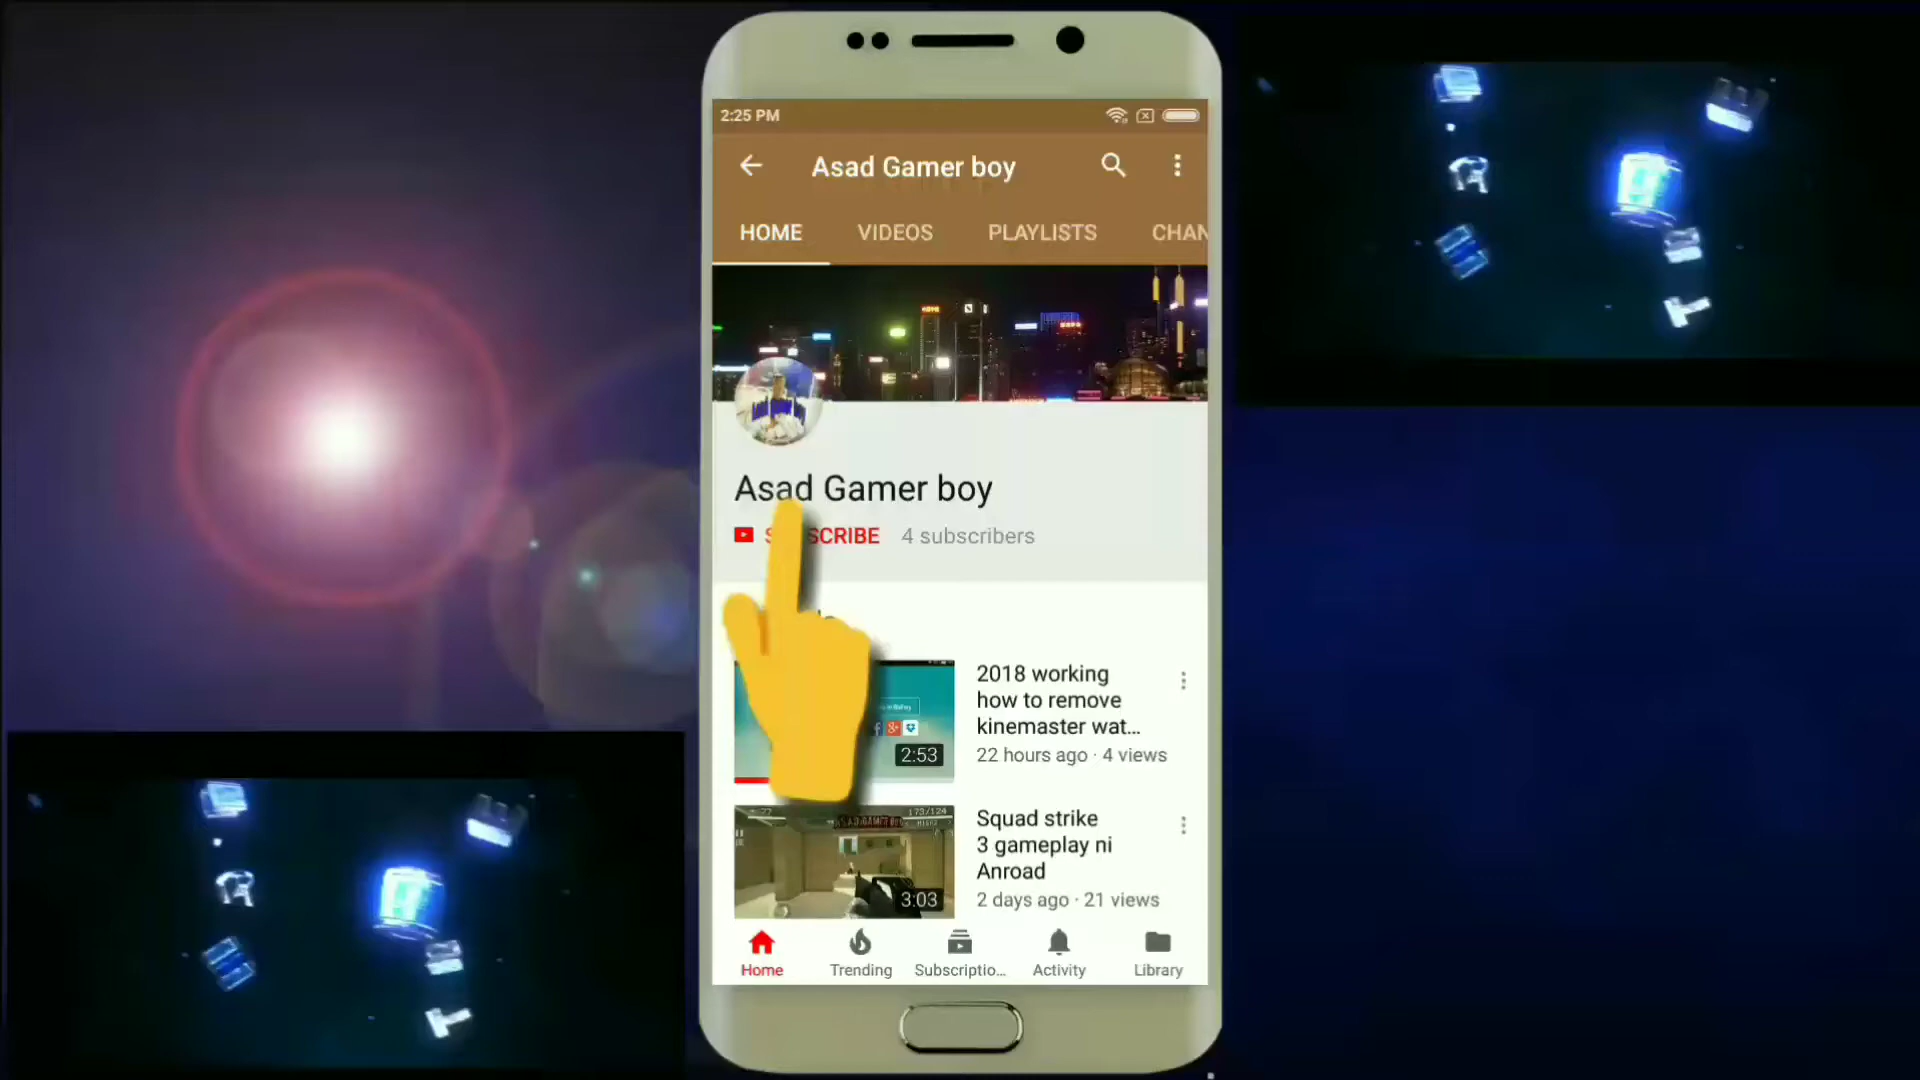 2:25 PM
Asad Gamer boy
HOME VIDEOS PLAYLISTS CHAN
Asad Gamer boy
SCRIBE 4 subscribers
2018 working
how to remove
kinemaster wat...
2:53
22 hours ago · 4 views
173/124
Squad strike
3 gameplay ni
Anroad
3:03
2 days ago · 21 views
Home Trending Subscriptio... Activity Library